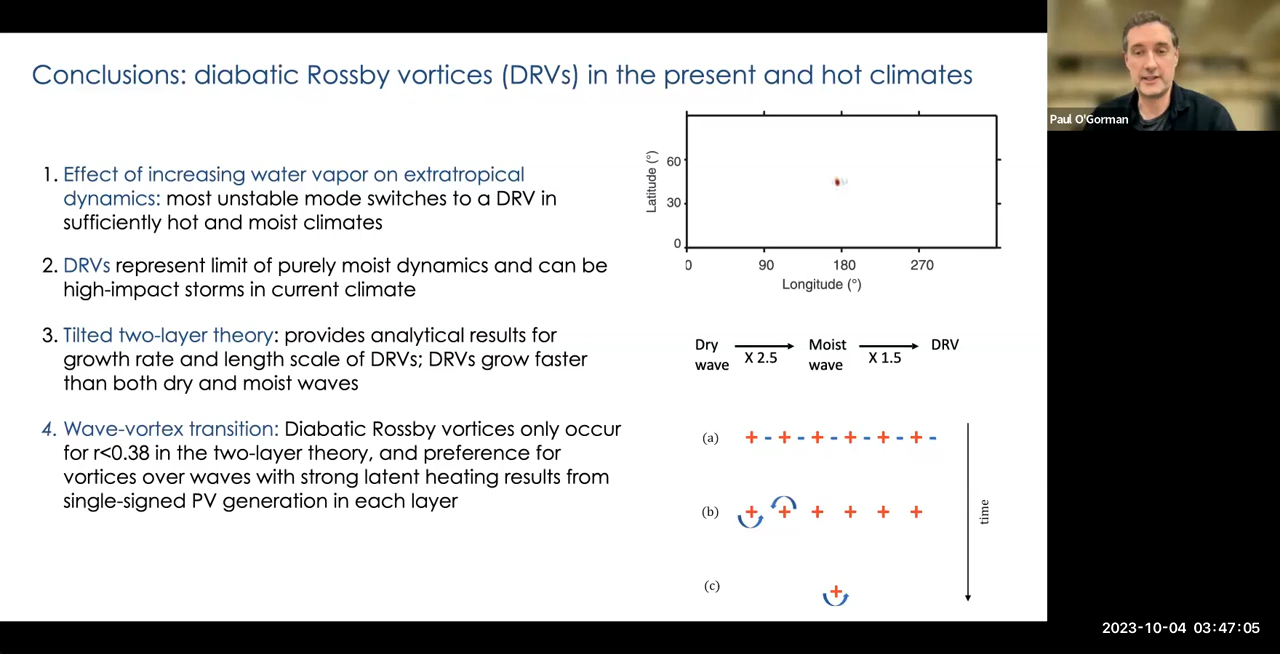 Conclusions: diabatic Rossby vortices (DRVs) in the present and hot climates
Paul O'Gorman
1. Effect of increasing water vapor on extratropical
dynamics: most unstable mode switches to a DRV in
sufficiently hot and moist climates
2. DRVs represent limit of purely moist dynamics and can be
high-impact storms in current climate
3. Tilted two-layer theory: provides analytical results for
growth rate and length scale of DRVs; DRVs grow faster
than both dry and moist waves
4. Wave-vortex transition: Diabatic Rossby vortices only occur
for r<0.38 in the two-layer theory, and preference for
vortices over waves with strong latent heating results from
single-signed PV generation in each layer
Latitude (°)
60
30
0
0 90 180 270
Longitude (°)
Dry wave
X 2.5
Moist wave
X 1.5
DRV
(a) + - + - + - + - + - + -
(b) + + + + + +
(c) +
time
2023-10-04 03:47:05